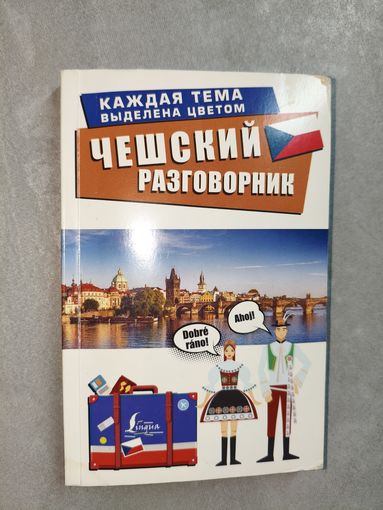 КАЖДАЯ ТЕМА
ВЫДЕЛЕНА ЦВЕТОМ
ЧЕШСКИЙ
РАЗГОВОРНИК
Dobré
ráno!
Ahoj!
Lingua